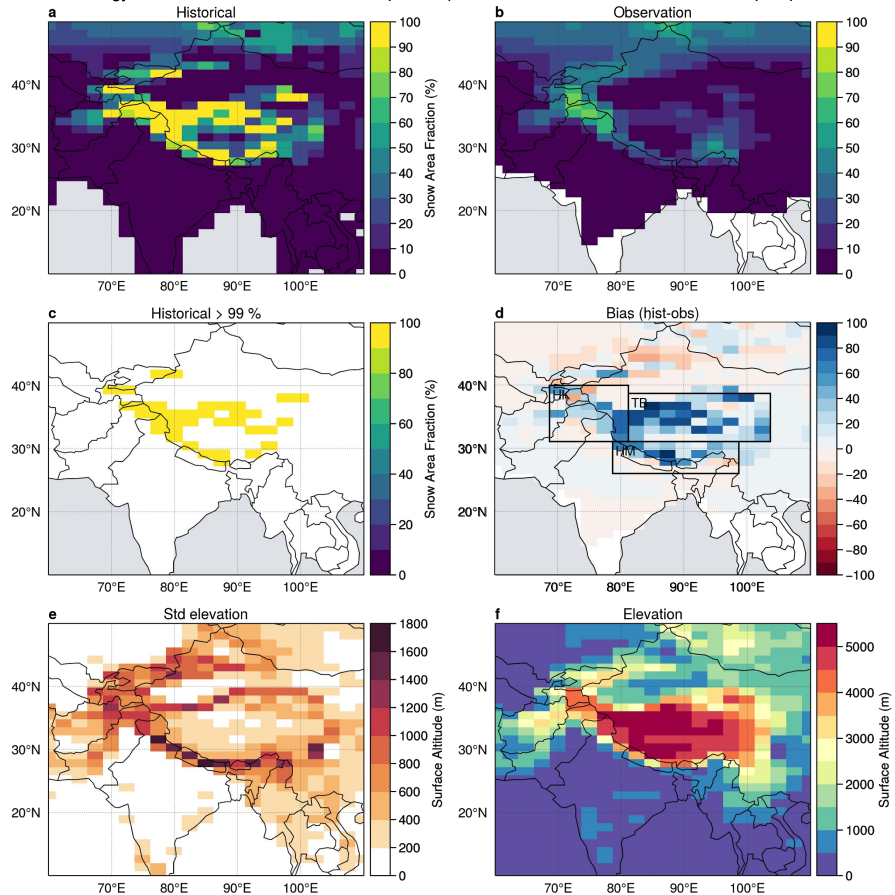 a Historical
b Observation
40°N
30°N
20°N
70°E 80°E 90°E 100°E
100
90
80
70
60
50
40
30
20
10
0
Snow Area Fraction (%)
40°N
30°N
20°N
70°E 80°E 90°E 100°E
100
90
80
70
60
50
40
30
20
10
0
c Historical > 99 %
d Bias (hist-obs)
40°N
30°N
20°N
70°E 80°E 90°E 100°E
100
80
60
40
20
0
Snow Area Fraction (%)
40°N
30°N
20°N
HK
TB
HM
70°E 80°E 90°E 100°E
100
80
60
40
20
0
−20
−40
−60
−80
−100
e Std elevation
f Elevation
40°N
30°N
20°N
70°E 80°E 90°E 100°E
1800
1600
1400
1200
1000
800
600
400
200
0
Surface Altitude (m)
40°N
30°N
20°N
70°E 80°E 90°E 100°E
5000
4000
3000
2000
1000
0
Surface Altitude (m)